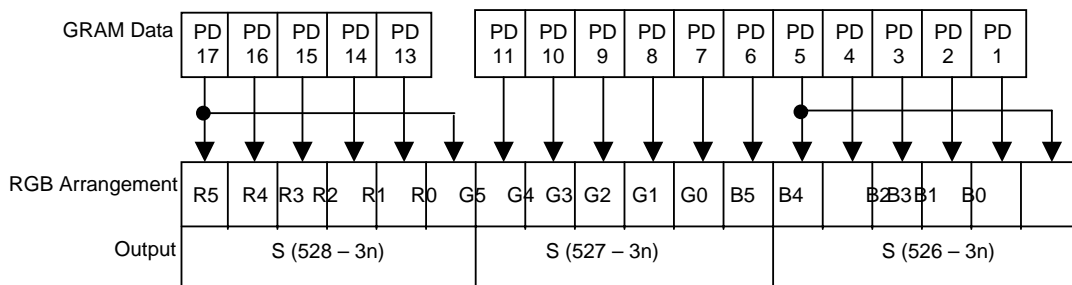 GRAM Data PD 17 PD 16 PD 15 PD 14 PD 13 PD 11 PD 10 PD 9 PD 8 PD 7 PD 6 PD 5 PD 4 PD 3 PD 2 PD 1
RGB Arrangement R5 R4 R3 R2 R1 R0 G5 G4 G3 G2 G1 G0 B5 B4 B2 B3 B1 B0
Output S (528 – 3n) S (527 – 3n) S (526 – 3n)